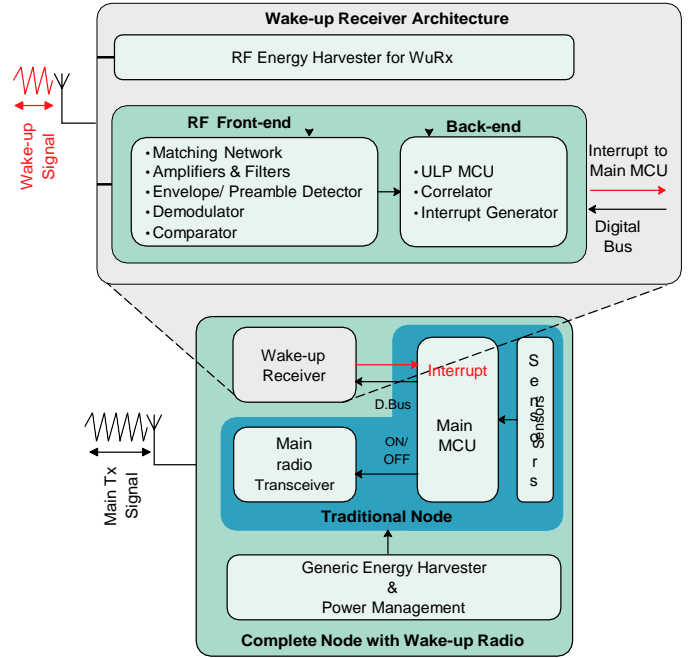 Wake-up Receiver Architecture
RF Energy Harvester for WuRx
Wake-up
Signal
RF Front-end
• Matching Network
• Amplifiers & Filters
• Envelope/ Preamble Detector
• Demodulator
• Comparator
Back-end
• ULP MCU
• Correlator
• Interrupt Generator
Interrupt to
Main MCU
Digital
Bus
Wake-up
Receiver
Interrupt
D.Bus
Main
MCU
Sensors
Sensors
Main
radio
Transceiver
ON/
OFF
Traditional Node
Main Tx
Signal
Generic Energy Harvester
&
Power Management
Complete Node with Wake-up Radio